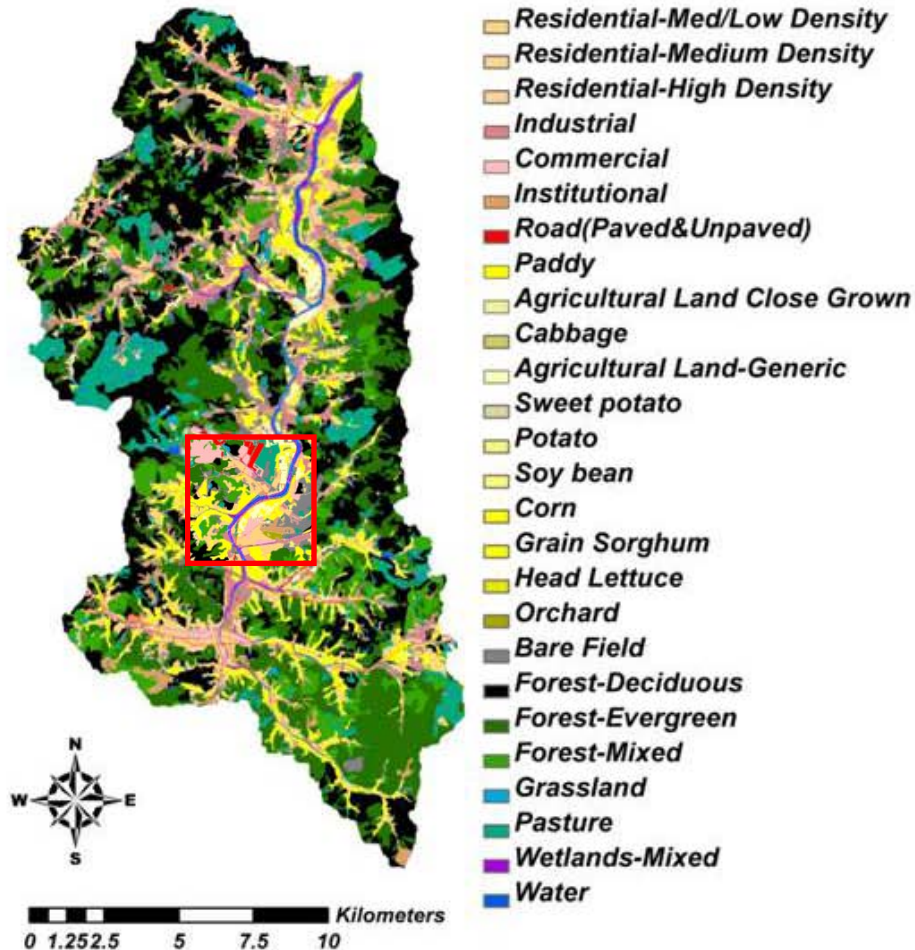 Residential-Med/Low Density
Residential-Medium Density
Residential-High Density
Industrial
Commercial
Institutional
Road(Paved&Unpaved)
Paddy
Agricultural Land Close Grown
Cabbage
Agricultural Land-Generic
Sweet potato
Potato
Soy bean
Corn
Grain Sorghum
Head Lettuce
Orchard
Bare Field
Forest-Deciduous
Forest-Evergreen
Forest-Mixed
Grassland
Pasture
Wetlands-Mixed
Water
N
W E
S
Kilometers
0 1.25 2.5 5 7.5 10